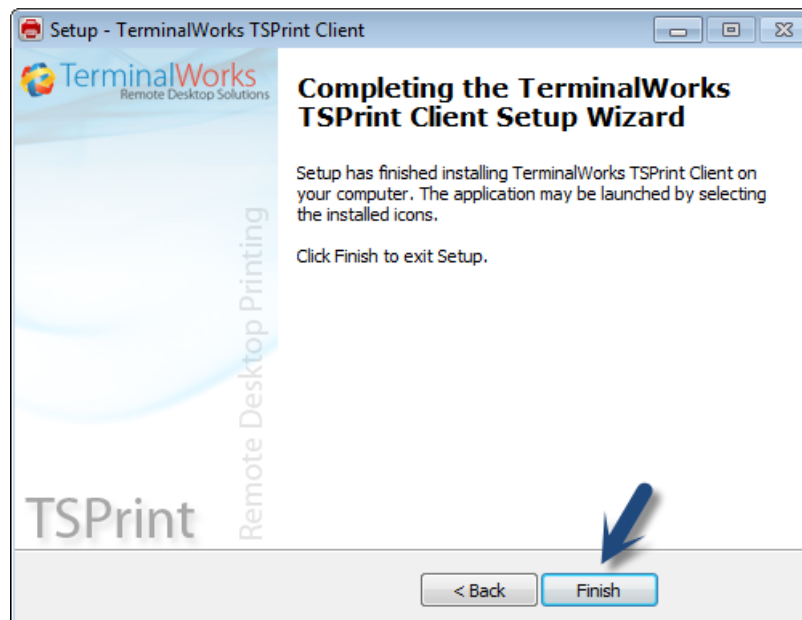 Setup - TerminalWorks TSPrint Client
TerminalWorks
Remote Desktop Solutions
Completing the TerminalWorks
TSPrint Client Setup Wizard
Setup has finished installing TerminalWorks TSPrint Client on
your computer. The application may be launched by selecting
the installed icons.
Click Finish to exit Setup.
Remote Desktop Printing
TSPrint
< Back
Finish